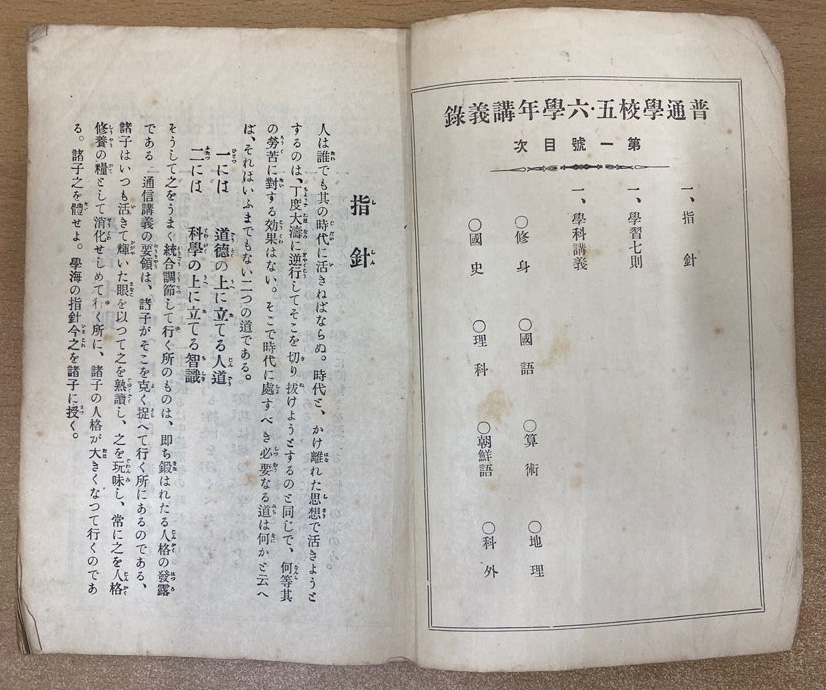 普通學校五・六學年講義錄
第一號目次
一、指針
一、學習七則
一、學科講義
〇修身 〇國語 〇算術 〇地理
〇國史 〇理科 〇朝鮮語 〇科外
指針
人は誰でも其の時代に活きねばならぬ。時代と、かけ離れた思想で活きようと
するのは、丁度大濤に逆行してそこを切り拔けようとするのと同じで、何等其
の勞苦に對する効果はない。そこで時代に處すべき必要なる道は何かと云へ
ば、それはいふまでもない二つの道である。
一には 道德の上に立てる人道
二には 科學の上に立てる智識
そうして之をうまく統合調節して行く所のものは、即ち鍛はれたる人格の發露
である 通信講義の要領は、諸子がそこを克く捉へて行く所にあるのである、
諸子はいつも活きて輝いた眼を以つて之を熟讀し、之を玩味し、常に之を人格
修養の糧として消化せしめて行く所に、諸子の人格が大きくなつて行くのであ
る。諸子之を體せよ。學海の指針今之を諸子に授く。